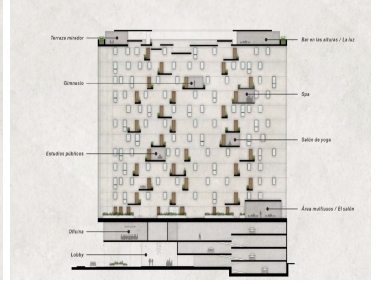 Terraza mirador
Bar en las alturas / La luz
Gimnasio
Spa
Salón de yoga
Estudios públicos
Área multiusos / El salón
Oficina
Lobby